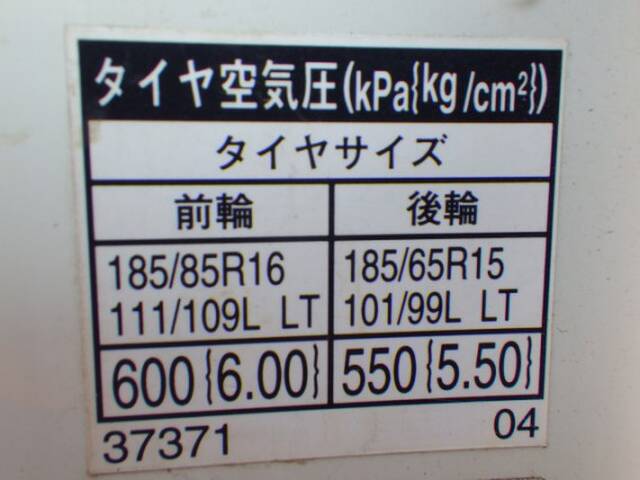 タイヤ空気圧(kPa{kg/cm²})
タイヤサイズ
前輪 後輪
185/85R16 185/65R15
111/109L LT 101/99L LT
600{6.00} 550{5.50}
37371 04